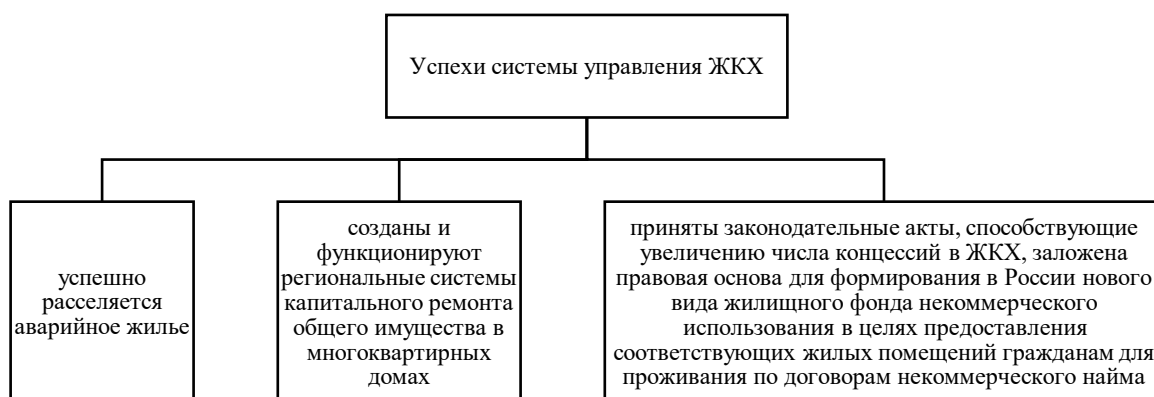 Успехи системы управления ЖКХ
успешно
расселяется
аварийное жилье
созданы и
функционируют
региональные системы
капитального ремонта
общего имущества в
многоквартирных
домах
приняты законодательные акты, способствующие
увеличению числа концессий в ЖКХ, заложена
правовая основа для формирования в России нового
вида жилищного фонда некоммерческого
использования в целях предоставления
соответствующих жилых помещений гражданам для
проживания по договорам некоммерческого найма